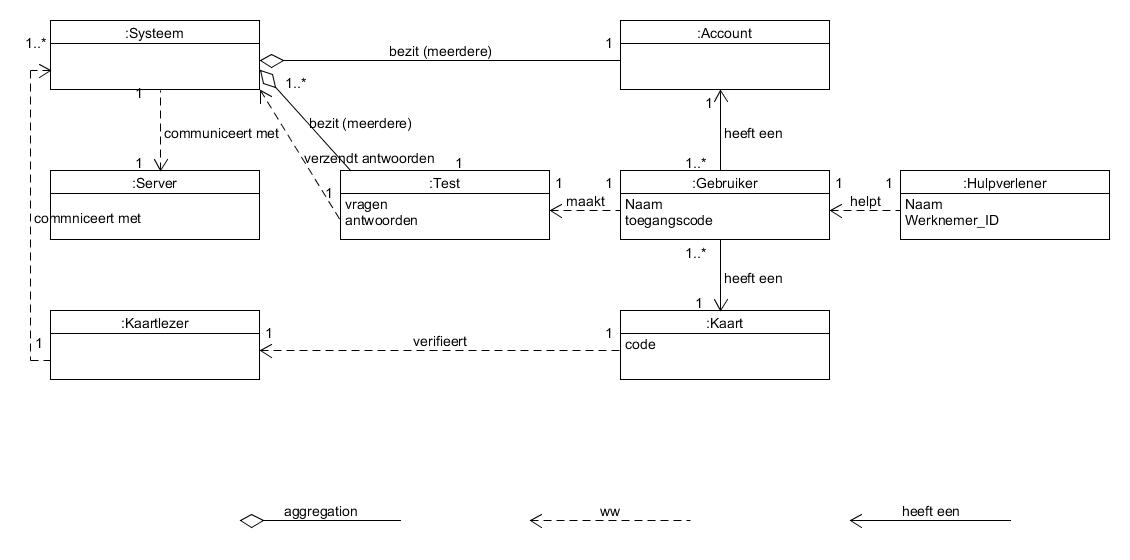 :Systeem
:Account
1..*
bezit (meerdere)
1
1..*
1
1
bezit (meerdere)
communiceert met
heeft een
verzendt antwoorden
1
1
1..*
:Server
1
:Test
1
1
:Gebruiker
1
1
:Hulpverlener
vragen
antwoorden
maakt
Naam
toegangscode
helpt
Naam
Werknemer_ID
commniceert met
1..*
heeft een
1
:Kaartlezer
:Kaart
1
1
verifieert
1
code
aggregation
ww
heeft een